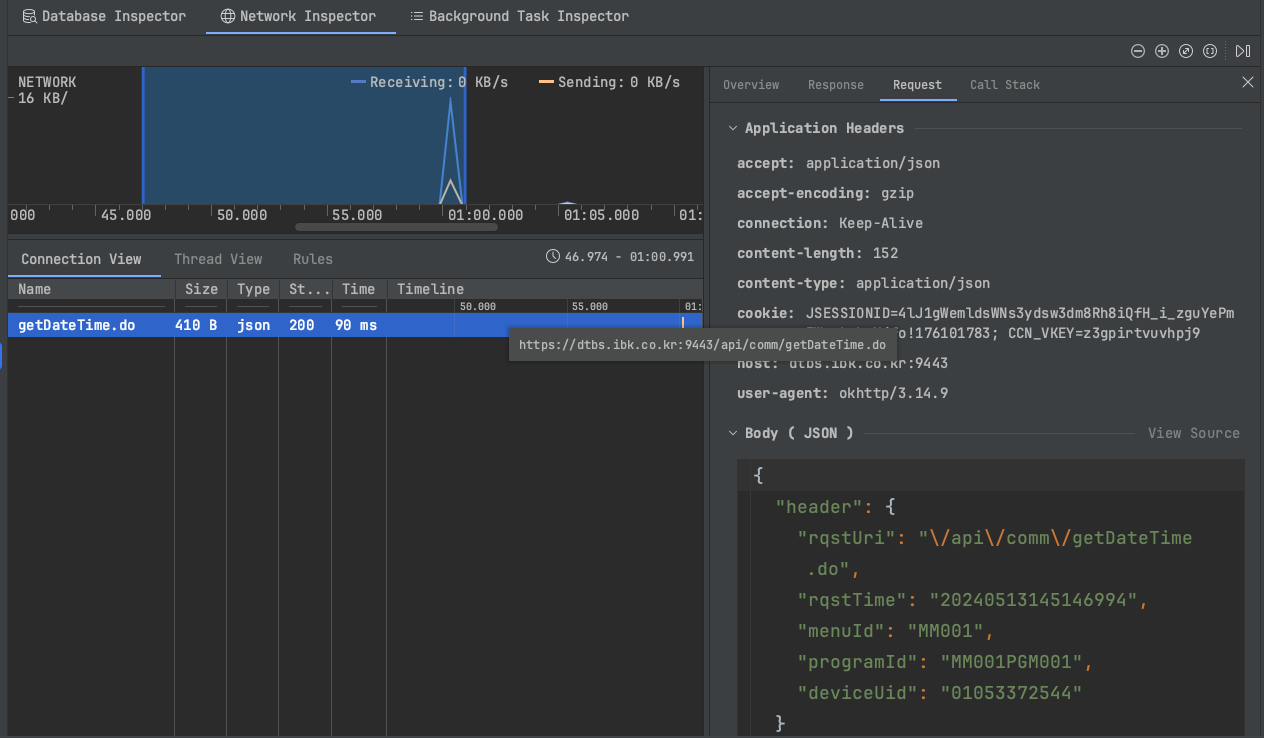 Database Inspector
Network Inspector
Background Task Inspector
NETWORK
16 KB/
Receiving: 0 KB/s
Sending: 0 KB/s
000
45.000
50.000
55.000
01:00.000
01:05.000
01:
Connection View
Thread View
Rules
46.974 - 01:00.991
Name
Size
Type
St...
Time
Timeline
50.000
55.000
01:
getDateTime.do
410 B
json
200
90 ms
https://dtbs.ibk.co.kr:9443/api/comm/getDateTime.do
Overview
Response
Request
Call Stack
Application Headers
accept: application/json
accept-encoding: gzip
connection: Keep-Alive
content-length: 152
content-type: application/json
cookie: JSESSIONID=4lJ1gWemldsWNs3ydsw3dm8Rh8iQfH_i_zguYePm
o!176101783; CCN_VKEY=z3gpirtvuvhpj9
host: dtbs.ibk.co.kr:9443
user-agent: okhttp/3.14.9
Body ( JSON )
View Source
{
"header": {
"rqstUri": "\/api\/comm\/getDateTime
.do",
"rqstTime": "20240513145146994",
"menuId": "MM001",
"programId": "MM001PGM001",
"deviceUid": "01053372544"
}